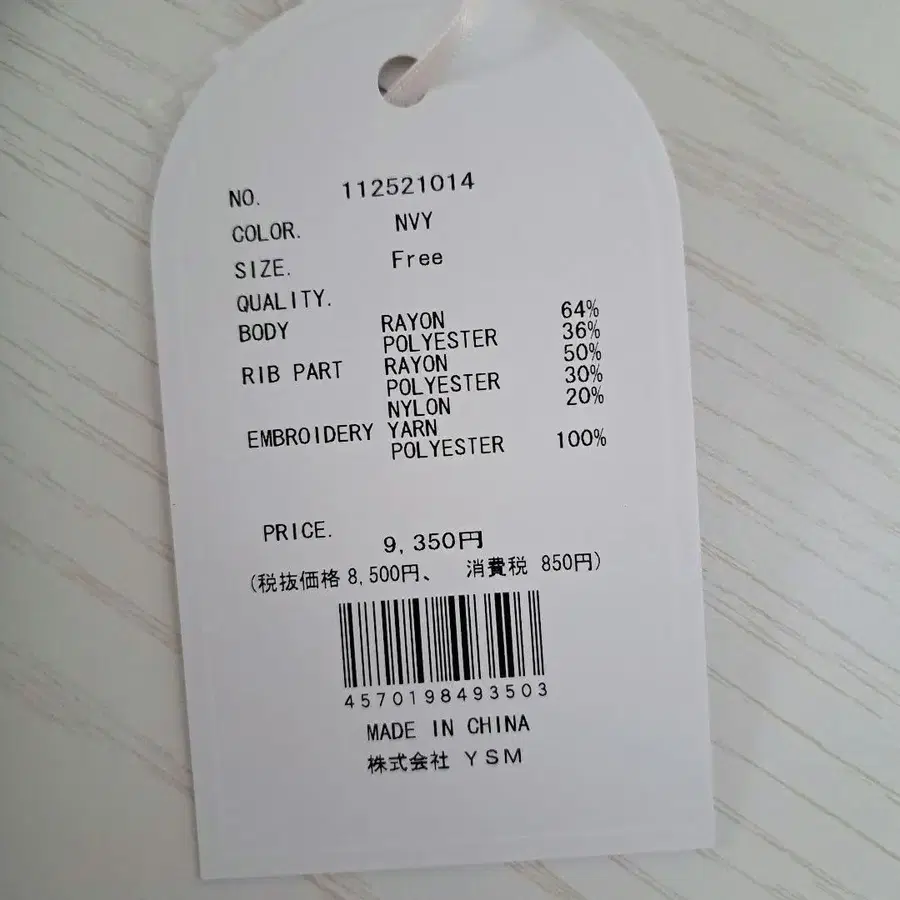 NO. 112521014
COLOR. NVY
SIZE. Free
QUALITY.
BODY RAYON 64%
POLYESTER 36%
RIB PART RAYON 50%
POLYESTER 30%
NYLON 20%
EMBROIDERY YARN
POLYESTER 100%
PRICE. 9,350円
(税抜価格 8,500円、 消費税 850円)
4570198493503
MADE IN CHINA
株式会社 YSM